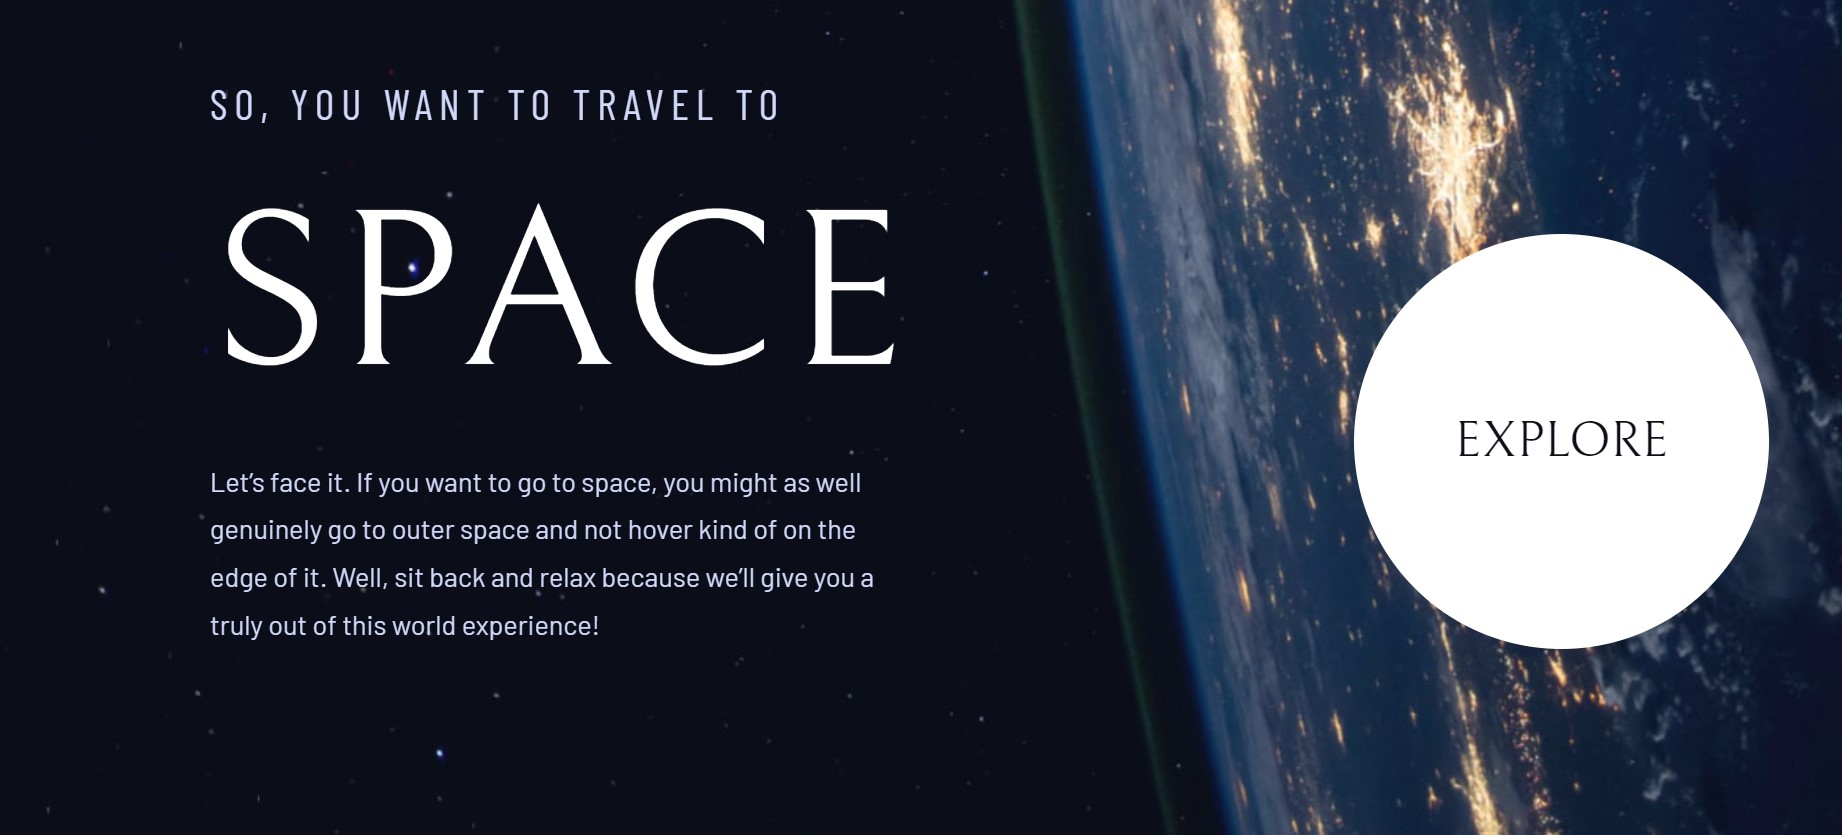 SO, YOU WANT TO TRAVEL TO
SPACE
Let’s face it. If you want to go to space, you might as well
genuinely go to outer space and not hover kind of on the
edge of it. Well, sit back and relax because we’ll give you a
truly out of this world experience!
EXPLORE